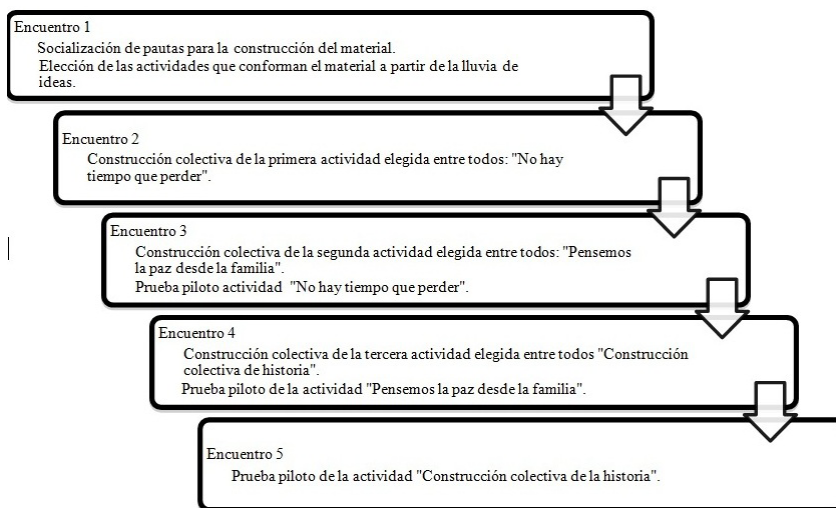 Encuentro 1
Socialización de pautas para la construcción del material.
Elección de las actividades que conforman el material a partir de la lluvia de
ideas.
Encuentro 2
Construcción colectiva de la primera actividad elegida entre todos: "No hay
tiempo que perder".
Encuentro 3
Construcción colectiva de la segunda actividad elegida entre todos: "Pensemos
la paz desde la familia".
Prueba piloto actividad "No hay tiempo que perder".
Encuentro 4
Construcción colectiva de la tercera actividad elegida entre todos "Construcción
colectiva de historia".
Prueba piloto de la actividad "Pensemos la paz desde la familia".
Encuentro 5
Prueba piloto de la actividad "Construcción colectiva de la historia".